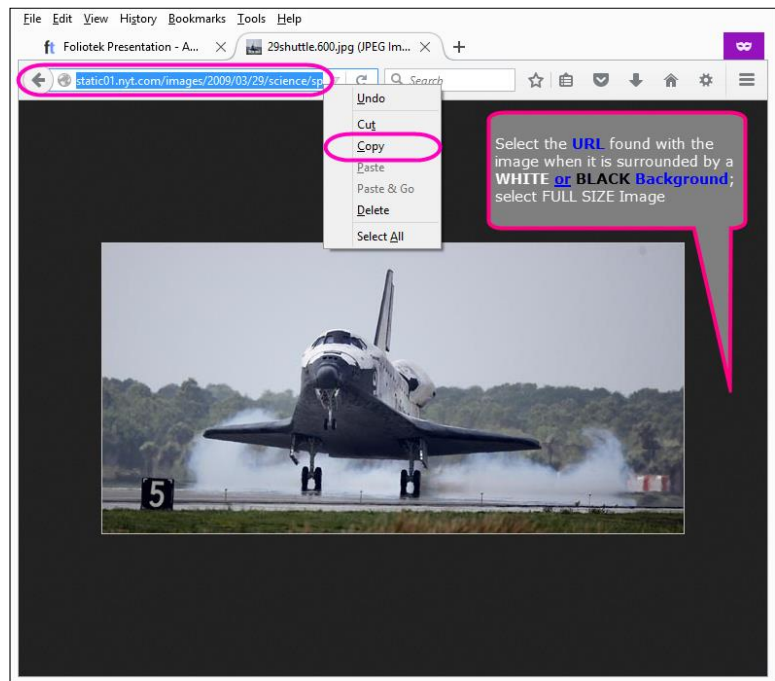 File Edit View History Bookmarks Tools Help
Foliotek Presentation - A... 29shuttle.600.jpg (JPEG Im...
static01.nyt.com/images/2009/03/29/science/sp Search
Undo
Cut
Copy
Paste
Paste & Go
Delete
Select All
Select the URL found with the
image when it is surrounded by a
WHITE or BLACK Background;
select FULL SIZE Image
5